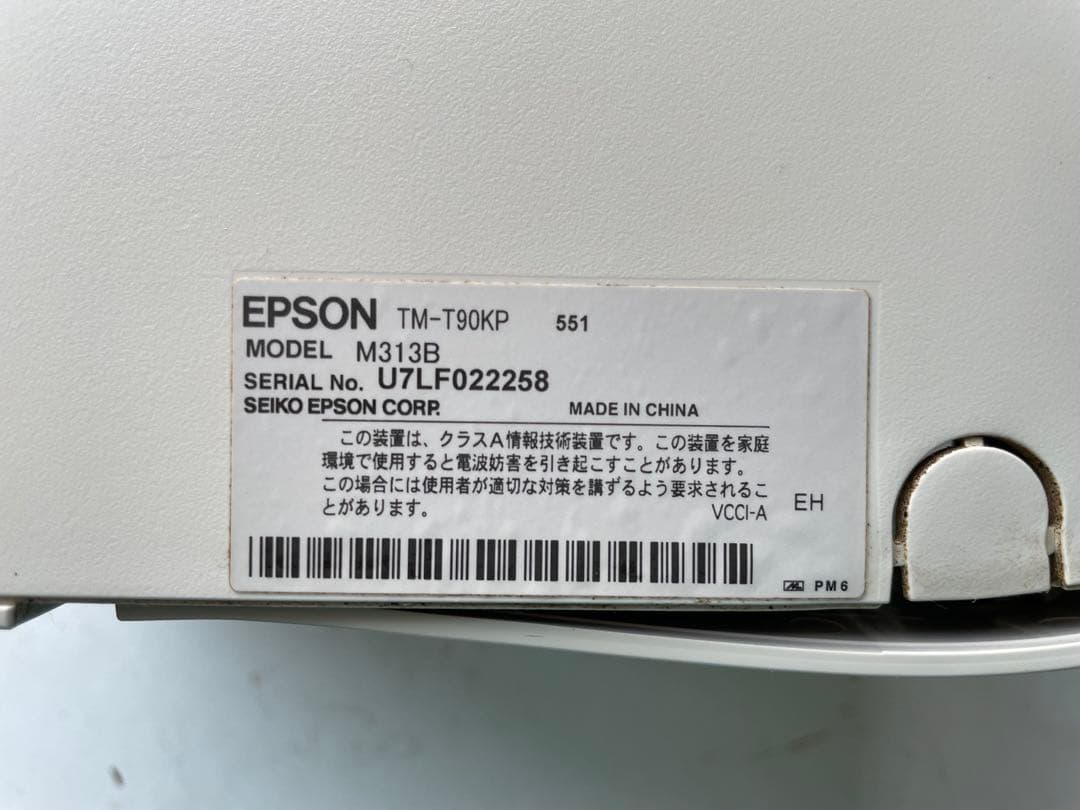 EPSON TM-T90KP 551
MODEL M313B
SERIAL No. U7LF022258
SEIKO EPSON CORP. MADE IN CHINA
この装置は、クラスA情報技術装置です。この装置を家庭
環境で使用すると電波妨害を引き起こすことがあります。
この場合には使用者が適切な対策を講ずるよう要求されるこ
とがあります。 VCCI-A EH
PM6